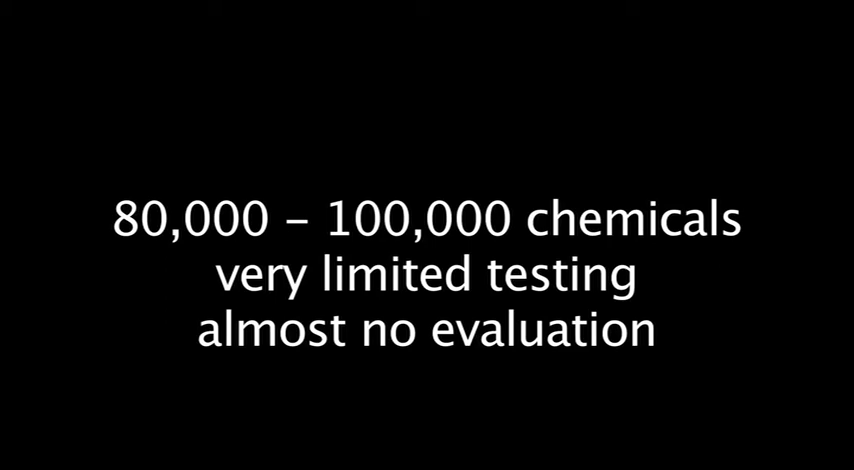 80,000 – 100,000 chemicals
very limited testing
almost no evaluation